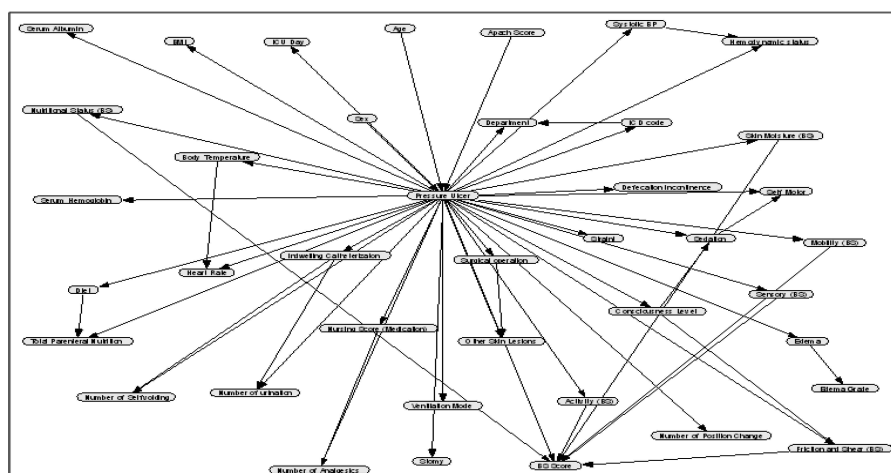 Serum Albumin
BMI
ICU Day
Age
Apach Score
Systolic BP
Hemodynamic status
Nutritional Status (BS)
Sex
Department
ICD code
Skin Moisture (BS)
Body Temperature
Serum Hemoglobin
Pressure Ulcer
Defecation Incontinence
Self Motor
Sedation
Mobility (BS)
Indwelling Catheterization
Surgical operation
Heart Rate
Diet
Sensory (BS)
Consciousness Level
Nursing Score (Medication)
Total Parenteral Nutrition
Other Skin Lesions
Edema
Number of Selfvoiding
Number of urination
Ventilation Mode
Activity (BS)
Edema Grade
Number of Position Change
Friction and Shear (BS)
Number of Analgesics
Stomy
BS Score